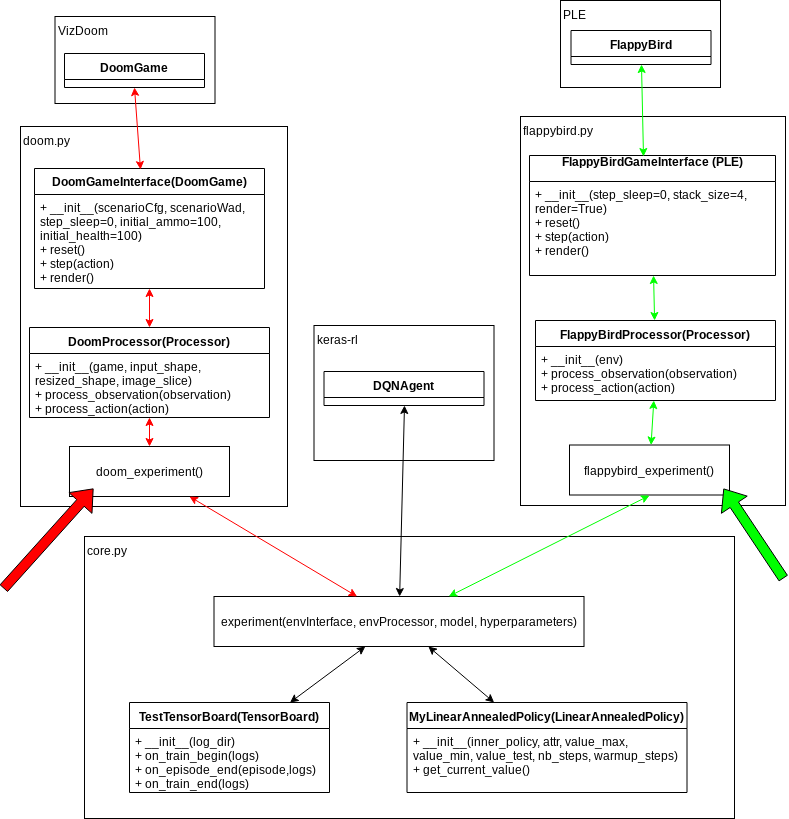 VizDoom
DoomGame
doom.py
DoomGameInterface(DoomGame)
+ __init__(scenarioCfg, scenarioWad,
step_sleep=0, initial_ammo=100,
initial_health=100)
+ reset()
+ step(action)
+ render()
DoomProcessor(Processor)
+ __init__(game, input_shape,
resized_shape, image_slice)
+ process_observation(observation)
+ process_action(action)
doom_experiment()
keras-rl
DQNAgent
PLE
FlappyBird
flappybird.py
FlappyBirdGameInterface (PLE)
+ __init__(step_sleep=0, stack_size=4,
render=True)
+ reset()
+ step(action)
+ render()
FlappyBirdProcessor(Processor)
+ __init__(env)
+ process_observation(observation)
+ process_action(action)
flappybird_experiment()
core.py
experiment(envInterface, envProcessor, model, hyperparameters)
TestTensorBoard(TensorBoard)
+ __init__(log_dir)
+ on_train_begin(logs)
+ on_episode_end(episode,logs)
+ on_train_end(logs)
MyLinearAnnealedPolicy(LinearAnnealedPolicy)
+ __init__(inner_policy, attr, value_max,
value_min, value_test, nb_steps, warmup_steps)
+ get_current_value()